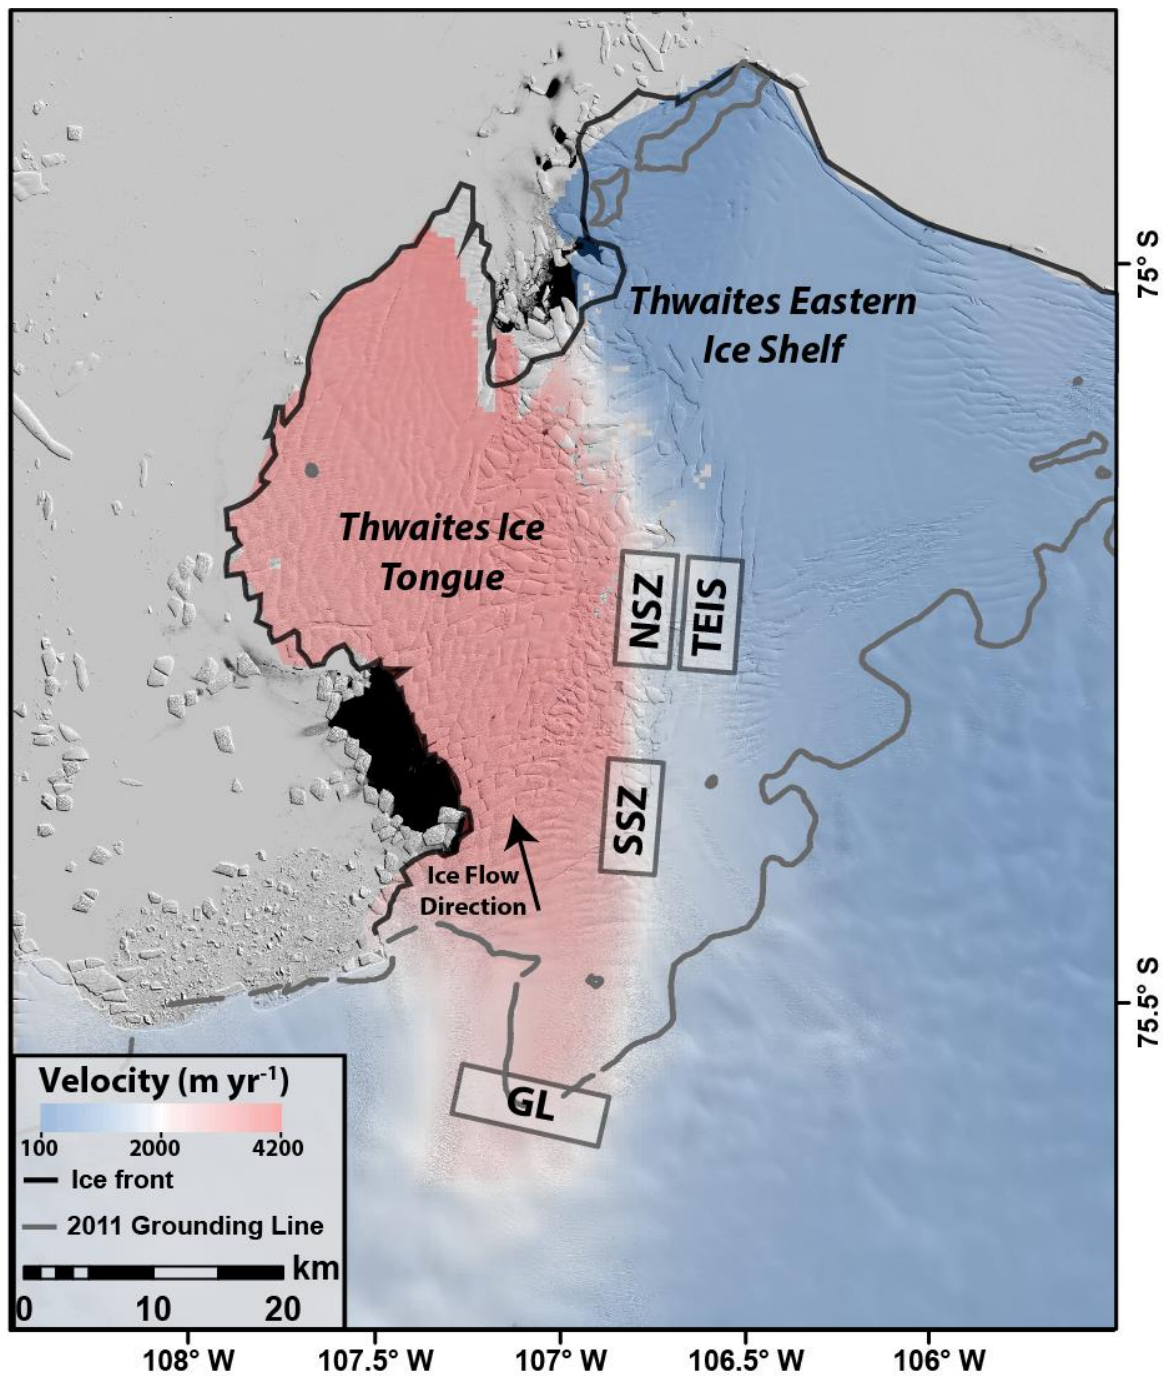 Thwaites Eastern
Ice Shelf
75° S
Thwaites Ice
Tongue
NSZ
TEIS
SSZ
Ice Flow
Direction
75.5° S
GL
Velocity (m yr⁻¹)
100 2000 4200
Ice front
2011 Grounding Line
km
0 10 20
108° W 107.5° W 107° W 106.5° W 106° W